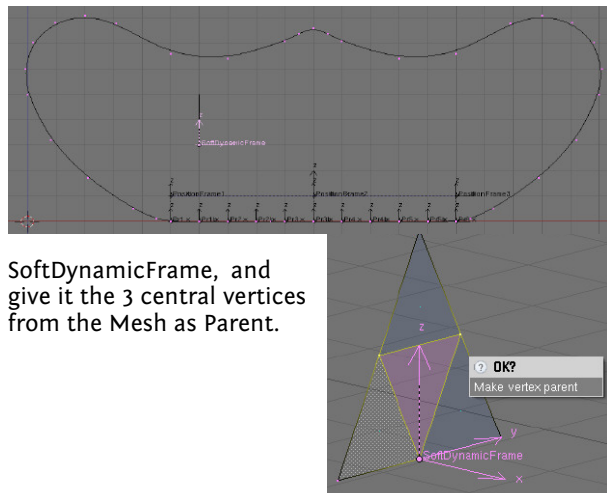 z
SoftDynamicFrame
PositionFrame1
PositionFrame2
PositionFrame3
SoftDynamicFrame, and
give it the 3 central vertices
from the Mesh as Parent.
z
OK?
Make vertex parent
y
SoftDynamicFrame
x